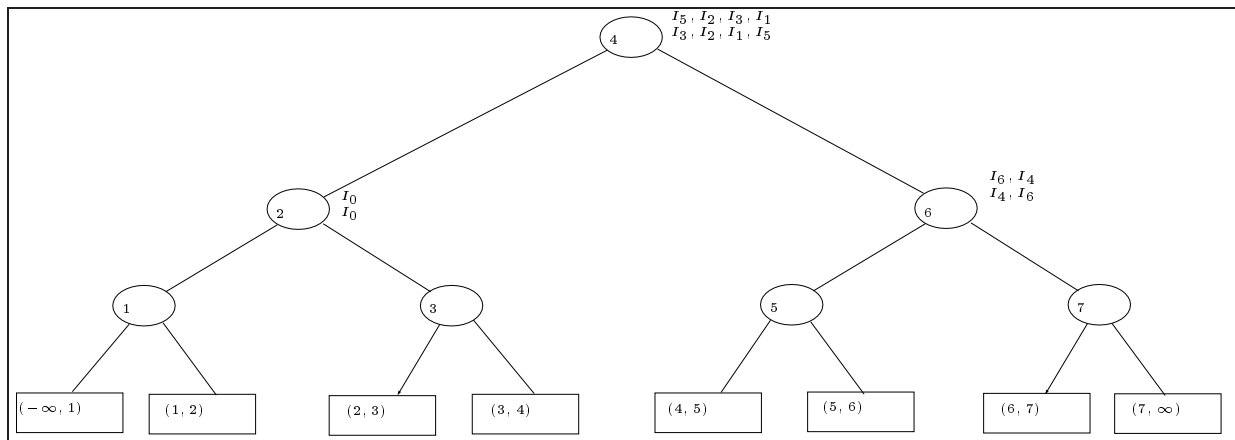 I₅, I₂, I₃, I₁
4
I₃, I₂, I₁, I₅
I₆, I₄
I₄, I₆
I₀
I₀
2
6
1
3
5
7
(−∞, 1)
(1, 2)
(2, 3)
(3, 4)
(4, 5)
(5, 6)
(6, 7)
(7, ∞)